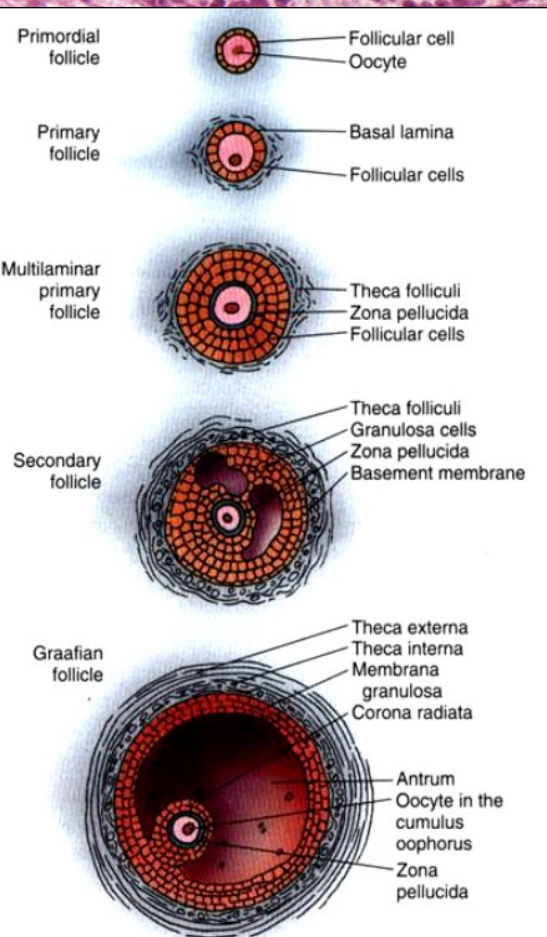 Primordial
follicle
Follicular cell
Oocyte
Primary
follicle
Basal lamina
Follicular cells
Multilaminar
primary
follicle
Theca folliculi
Zona pellucida
Follicular cells
Secondary
follicle
Theca folliculi
Granulosa cells
Zona pellucida
Basement membrane
Graafian
follicle
Theca externa
Theca interna
Membrana
granulosa
Corona radiata
Antrum
Oocyte in the
cumulus
oophorus
Zona
pellucida